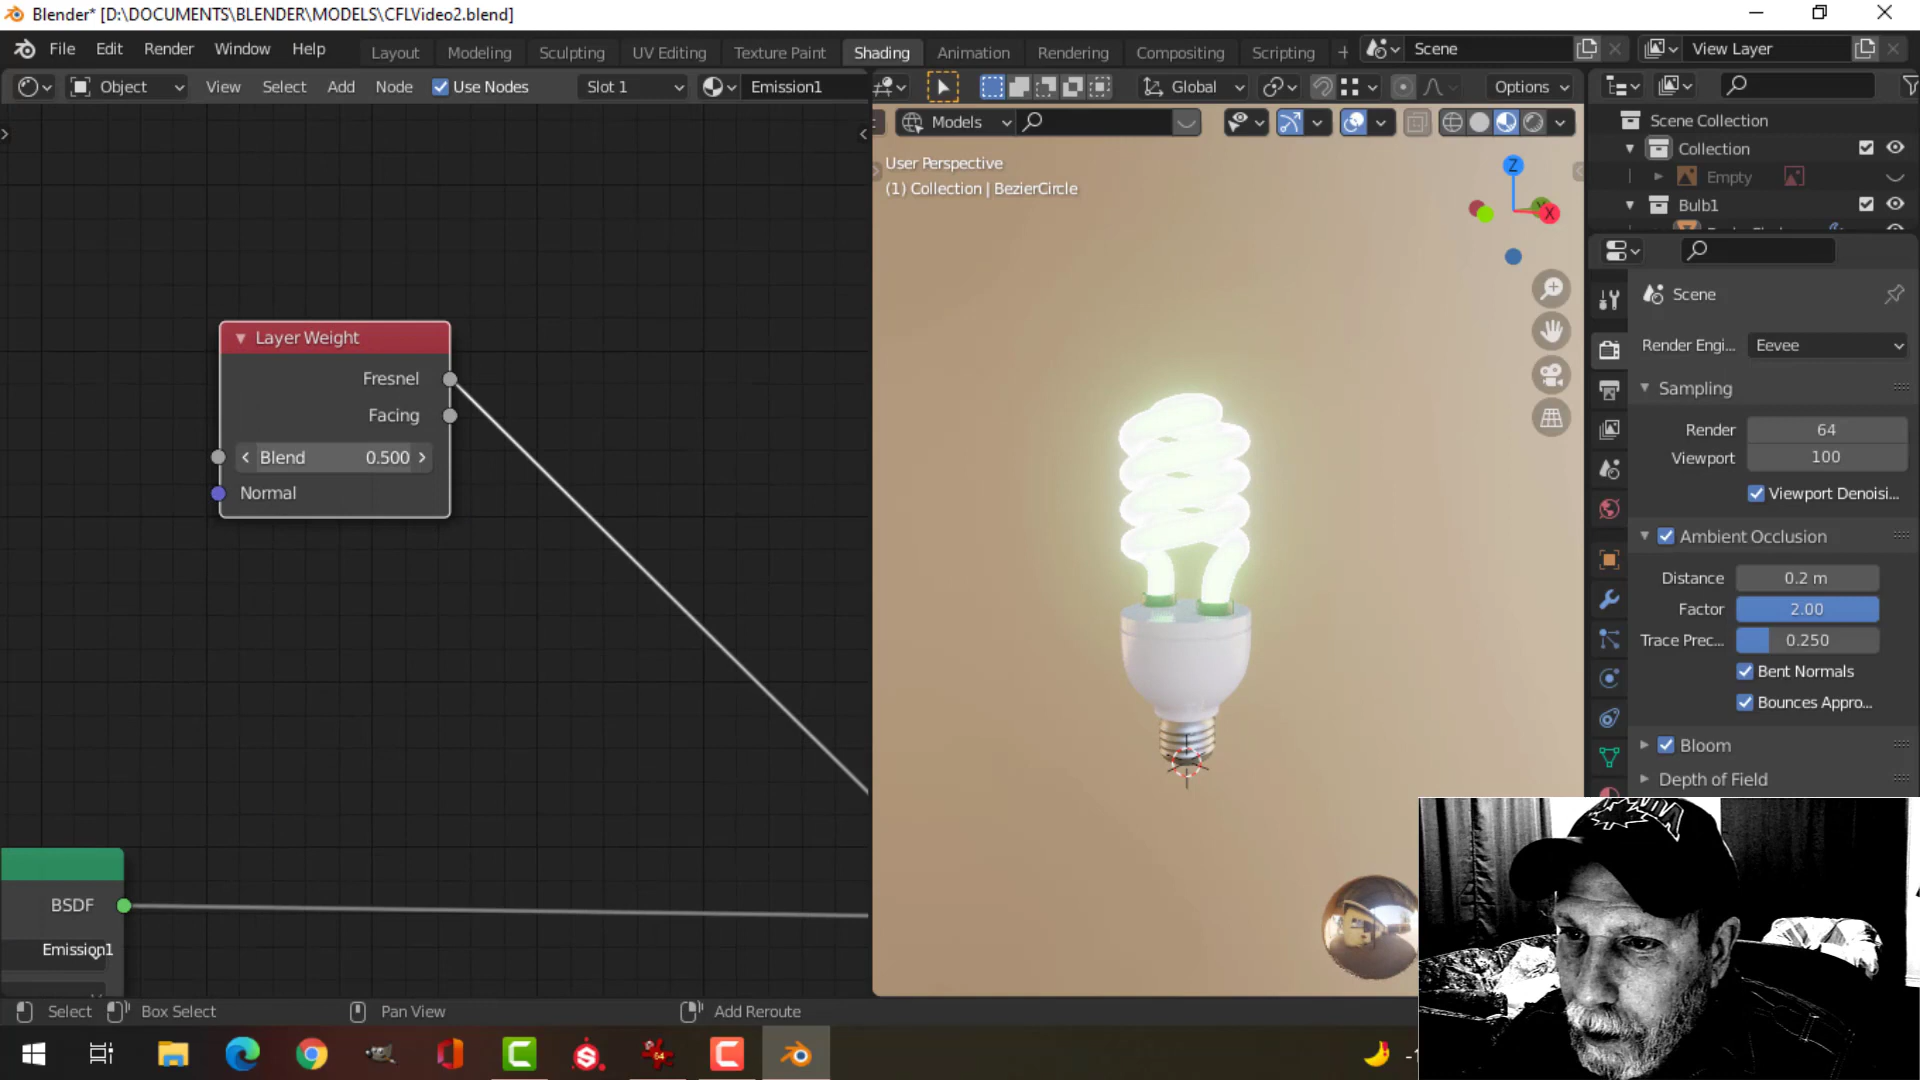 Blender* [D:\DOCUMENTS\BLENDER\MODELS\CFLVideo2.blend]
File Edit Render Window Help
Layout Modeling Sculpting UV Editing Texture Paint Shading Animation Rendering Compositing Scripting
Scene
View Layer
Object View Select Add Node Use Nodes Slot 1 Emission1
Global Options
Models
User Perspective
(1) Collection | BezierCircle
Z
Y
X
Scene Collection
Collection
Empty
Bulb1
Scene
Render Engi... Eevee
Sampling
Render 64
Viewport 100
Viewport Denoisi...
Ambient Occlusion
Distance 0.2 m
Factor 2.00
Trace Prec... 0.250
Bent Normals
Bounces Appro...
Bloom
Depth of Field
Layer Weight
Fresnel
Facing
Blend 0.500
Normal
BSDF
Emission1
Select Box Select Pan View Add Reroute